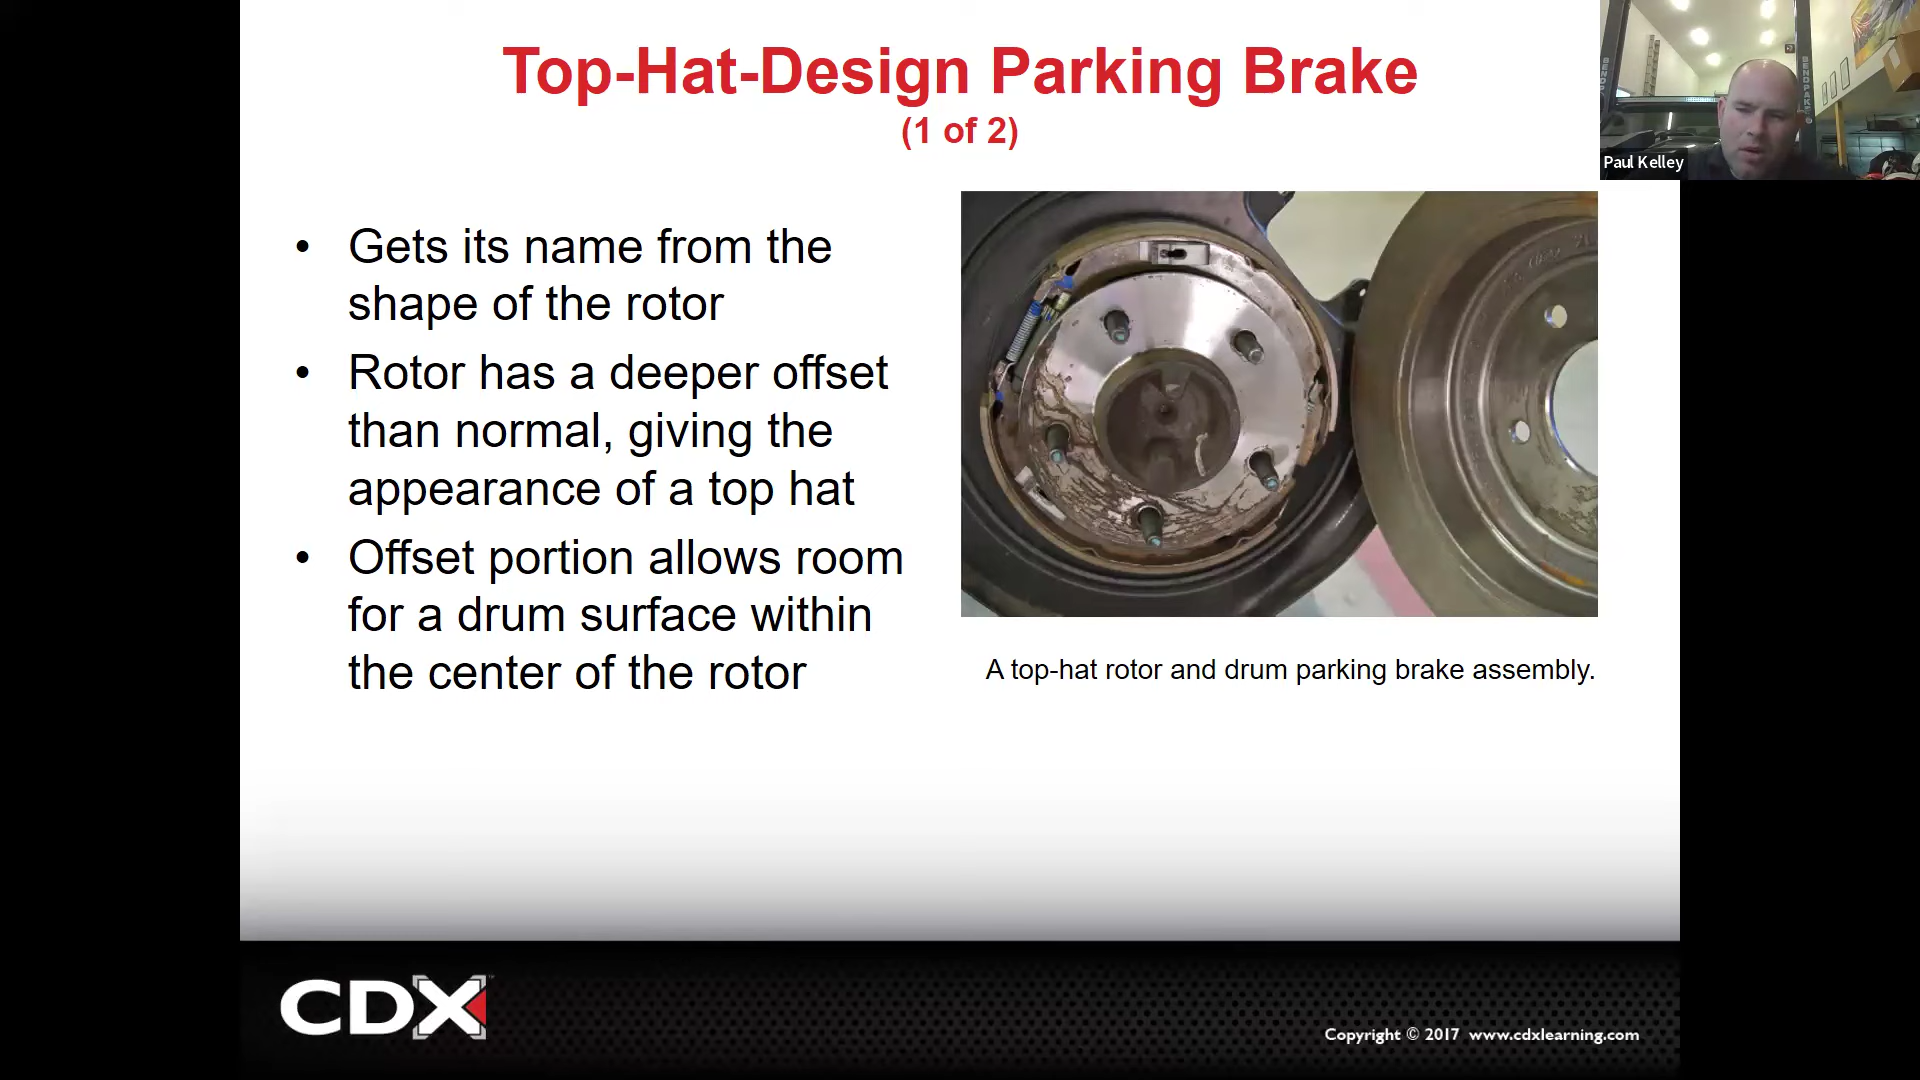 Top-Hat-Design Parking Brake
(1 of 2)
Paul Kelley
• Gets its name from the
shape of the rotor
• Rotor has a deeper offset
than normal, giving the
appearance of a top hat
• Offset portion allows room
for a drum surface within
the center of the rotor
A top-hat rotor and drum parking brake assembly.
CDX
Copyright © 2017 www.cdxlearning.com